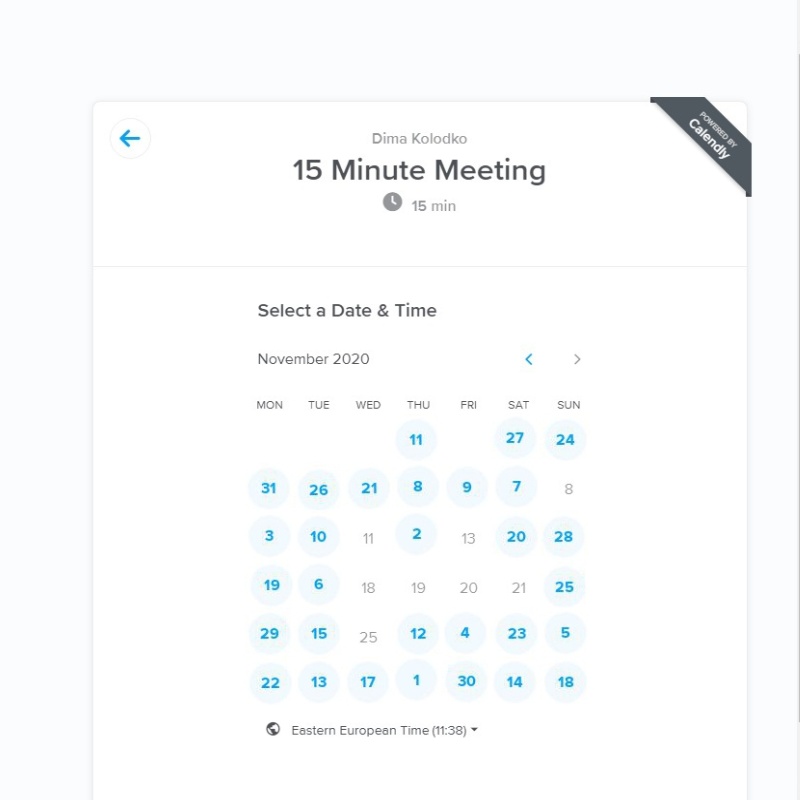 POWERED BY
Calendly
Dima Kolodko
15 Minute Meeting
15 min
Select a Date & Time
November 2020
MON TUE WED THU FRI SAT SUN
11 27 24
31 26 21 8 9 7 8
3 10 11 2 13 20 28
19 6 18 19 20 21 25
29 15 25 12 4 23 5
22 13 17 1 30 14 18
Eastern European Time (11:38)